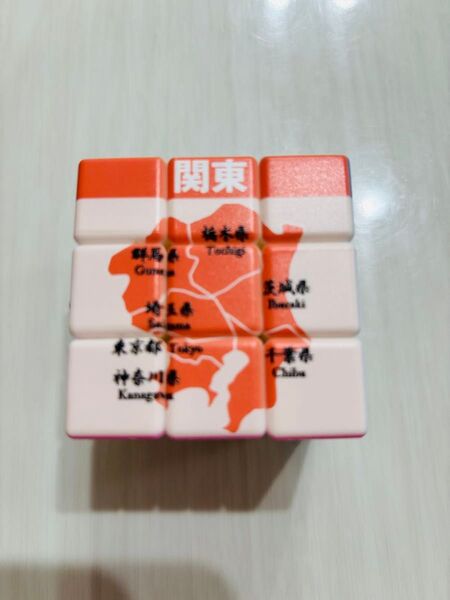 関東
栃木県
Tochigi
群馬県
Gunma
茨城県
Ibaraki
埼玉県
Saitama
東京都 Tokyo
千葉県
Chiba
神奈川県
Kanagawa